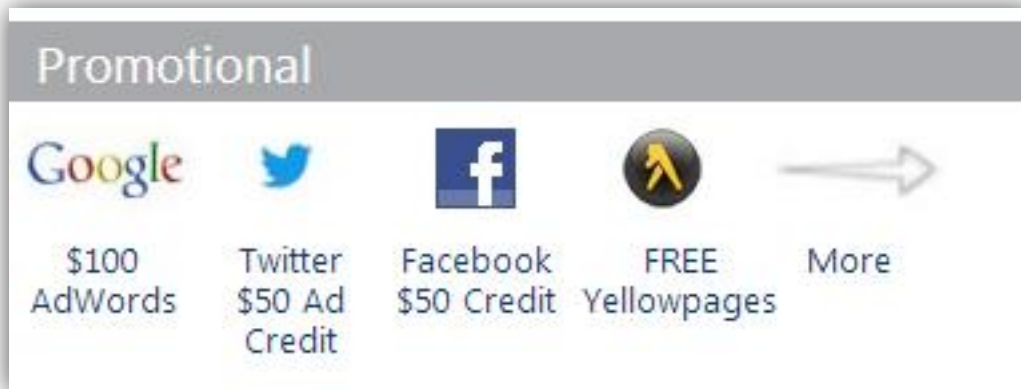 Promotional
Google
f
$100
AdWords
Twitter
$50 Ad
Credit
Facebook
$50 Credit
FREE
Yellowpages
More